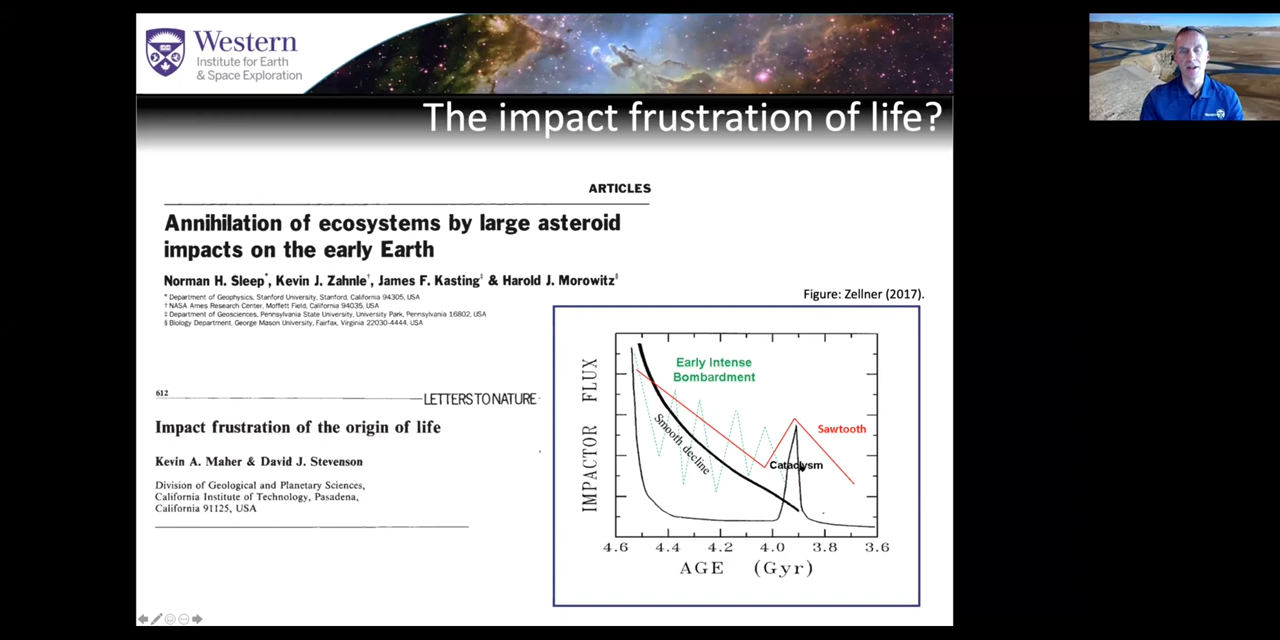 Western
Institute for Earth
& Space Exploration
The impact frustration of life?
ARTICLES
Annihilation of ecosystems by large asteroid
impacts on the early Earth
Norman H. Sleep*, Kevin J. Zahnle†, James F. Kasting‡ & Harold J. Morowitz§
* Department of Geophysics, Stanford University, Stanford, California 94305, USA
† NASA Ames Research Center, Moffett Field, California 94035, USA
‡ Department of Geosciences, Pennsylvania State University, University Park, Pennsylvania 16802, USA
§ Biology Department, George Mason University, Fairfax, Virginia 22030-4444, USA
612
LETTERS TO NATURE
Impact frustration of the origin of life
Kevin A. Maher & David J. Stevenson
Division of Geological and Planetary Sciences,
California Institute of Technology, Pasadena,
California 91125, USA
Figure: Zellner (2017).
IMPACTOR FLUX
Early Intense
Bombardment
Smooth decline
Sawtooth
Cataclysm
4.6 4.4 4.2 4.0 3.8 3.6
AGE (Gyr)